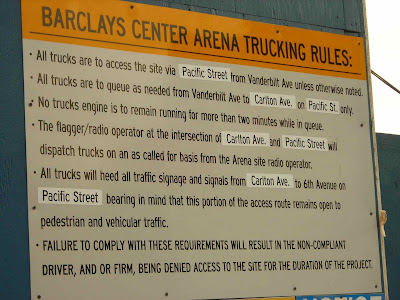 BARCLAYS CENTER ARENA TRUCKING RULES:
· All trucks are to access the site via Pacific Street from Vanderbilt Ave unless otherwise noted.
· All trucks are to queue as needed from Vanderbilt Ave to Carlton Ave. on Pacific St. only.
· No trucks engine is to remain running for more than two minutes while in queue.
· The flagger/radio operator at the intersection of Carlton Ave. and Pacific Street will
dispatch trucks on an as called for basis from the Arena site radio operator.
· All trucks will heed all traffic signage and signals from Carlton Ave. to 6th Avenue on
Pacific Street bearing in mind that this portion of the access route remains open to
pedestrian and vehicular traffic.
· FAILURE TO COMPLY WITH THESE REQUIREMENTS WILL RESULT IN THE NON-COMPLIANT
DRIVER, AND OR FIRM, BEING DENIED ACCESS TO THE SITE FOR THE DURATION OF THE PROJECT.